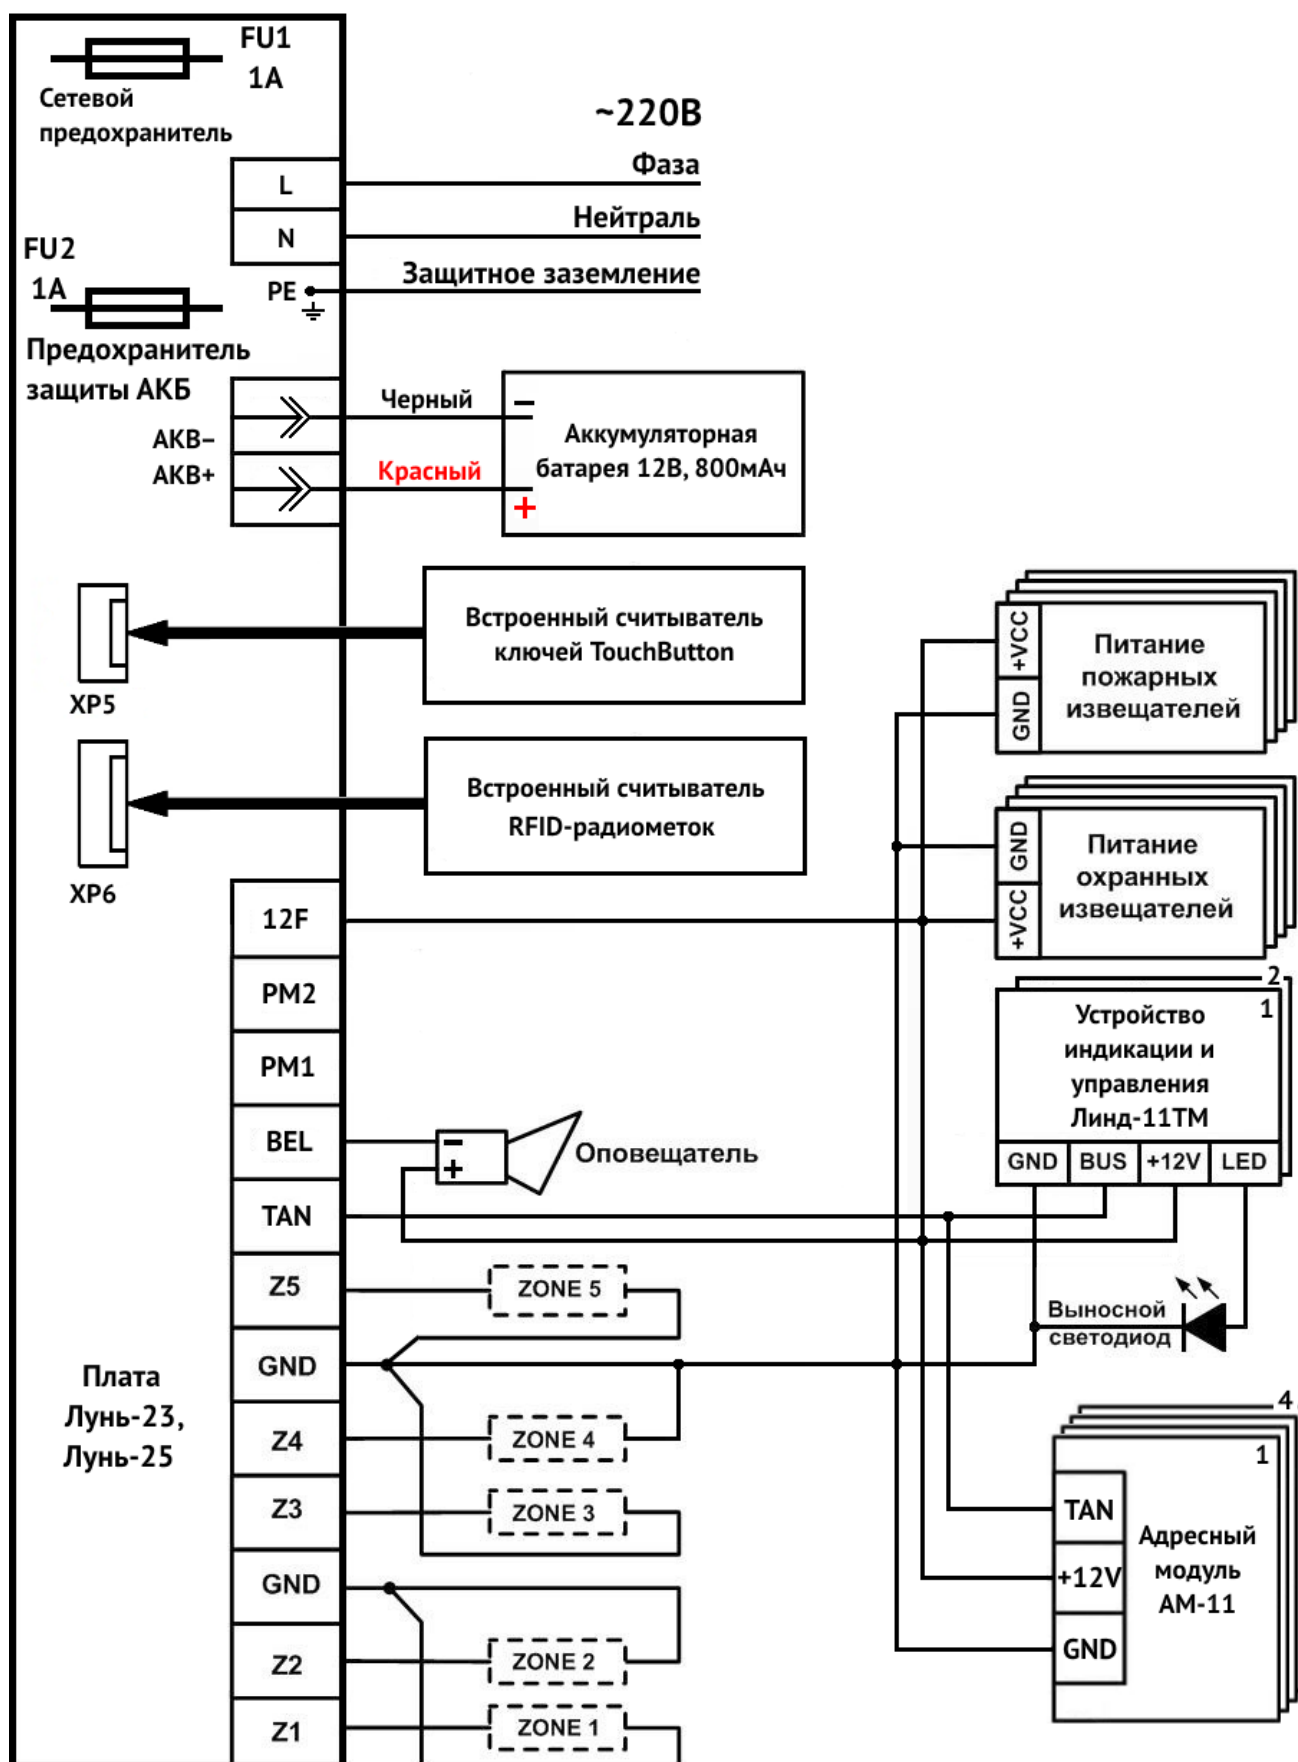 FU1
1А
Сетевой
предохранитель
~220В
Фаза
L
Нейтраль
N
FU2
1А
Защитное заземление
PE
Предохранитель
защиты АКБ
Черный
–
AKB–
AKB+
Красный
+
Аккумуляторная
батарея 12В, 800мАч
Встроенный считыватель
ключей TouchButton
XP5
+VCC
GND
Питание
пожарных
извещателей
Встроенный считыватель
RFID-радиометок
XP6
GND
+VCC
Питание
охранных
извещателей
12F
PM2
PM1
BEL
TAN
Z5
GND
Z4
Z3
GND
Z2
Z1
2
1
Устройство
индикации и
управления
Линд-11ТМ
GND BUS +12V LED
–
+
Оповещатель
ZONE 5
Выносной
светодиод
Плата
Лунь-23,
Лунь-25
ZONE 4
ZONE 3
ZONE 2
ZONE 1
4
1
TAN
+12V
GND
Адресный
модуль
АМ-11